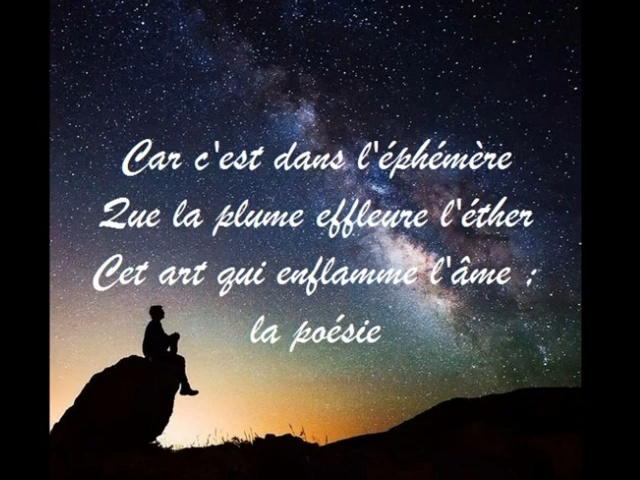 Car c'est dans l'éphémère
Que la plume effleure l'éther
Cet art qui enflamme l'âme ;
la poésie